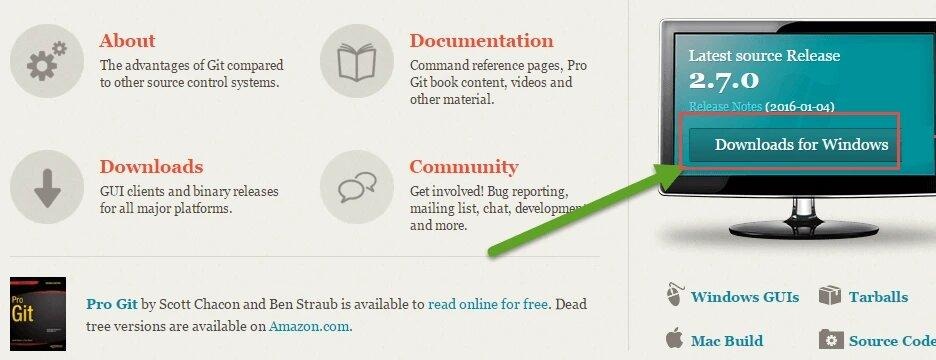 About
The advantages of Git compared
to other source control systems.
Documentation
Command reference pages, Pro
Git book content, videos and
other material.
Downloads
GUI clients and binary releases
for all major platforms.
Community
Get involved! Bug reporting,
mailing list, chat, development
and more.
Pro
Git
Pro Git by Scott Chacon and Ben Straub is available to read online for free. Dead
tree versions are available on Amazon.com.
Latest source Release
2.7.0
Release Notes (2016-01-04)
Downloads for Windows
Windows GUIs
Tarballs
Mac Build
Source Code